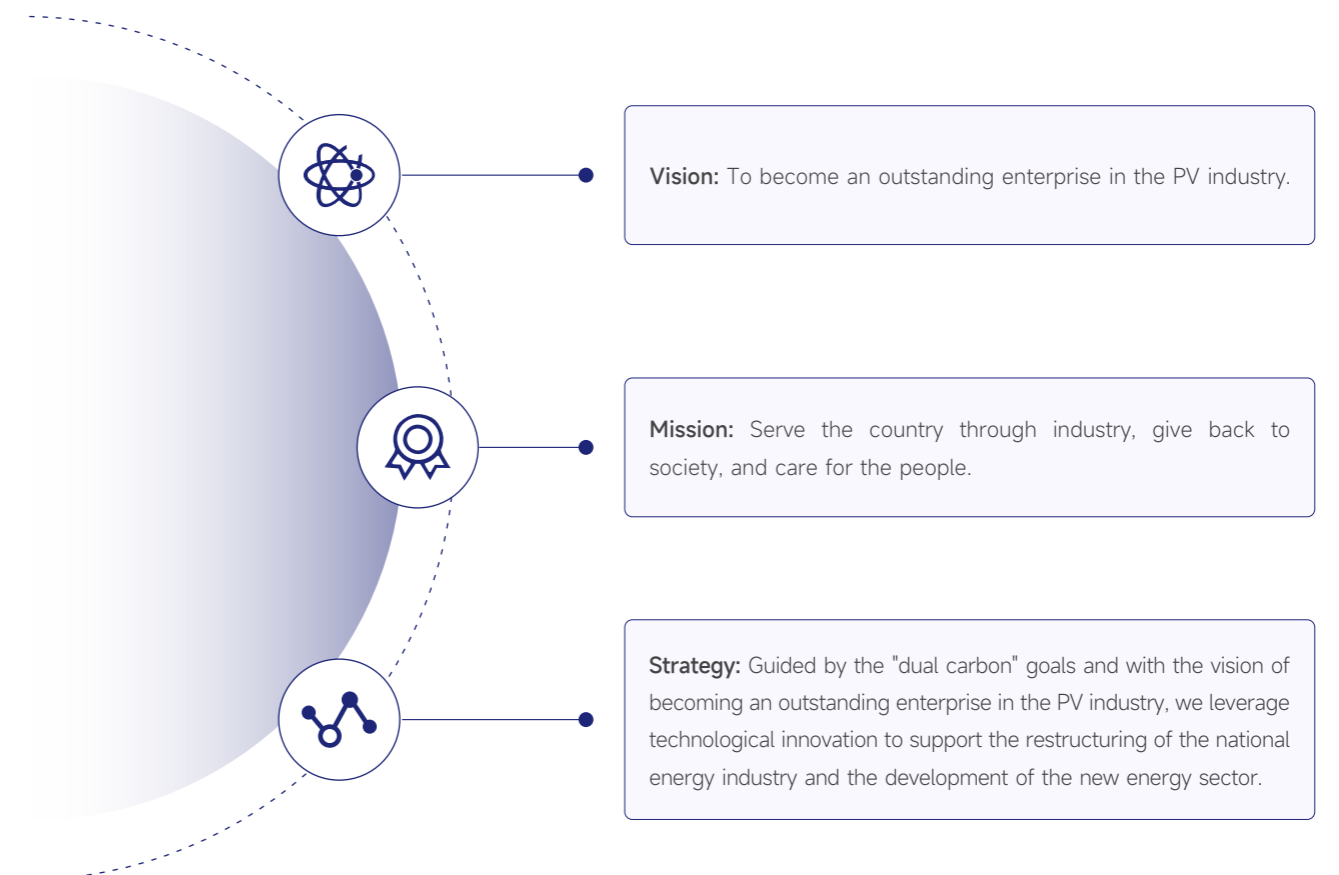 Vision: To become an outstanding enterprise in the PV industry.
Mission: Serve the country through industry, give back to
society, and care for the people.
Strategy: Guided by the "dual carbon" goals and with the vision of
becoming an outstanding enterprise in the PV industry, we leverage
technological innovation to support the restructuring of the national
energy industry and the development of the new energy sector.